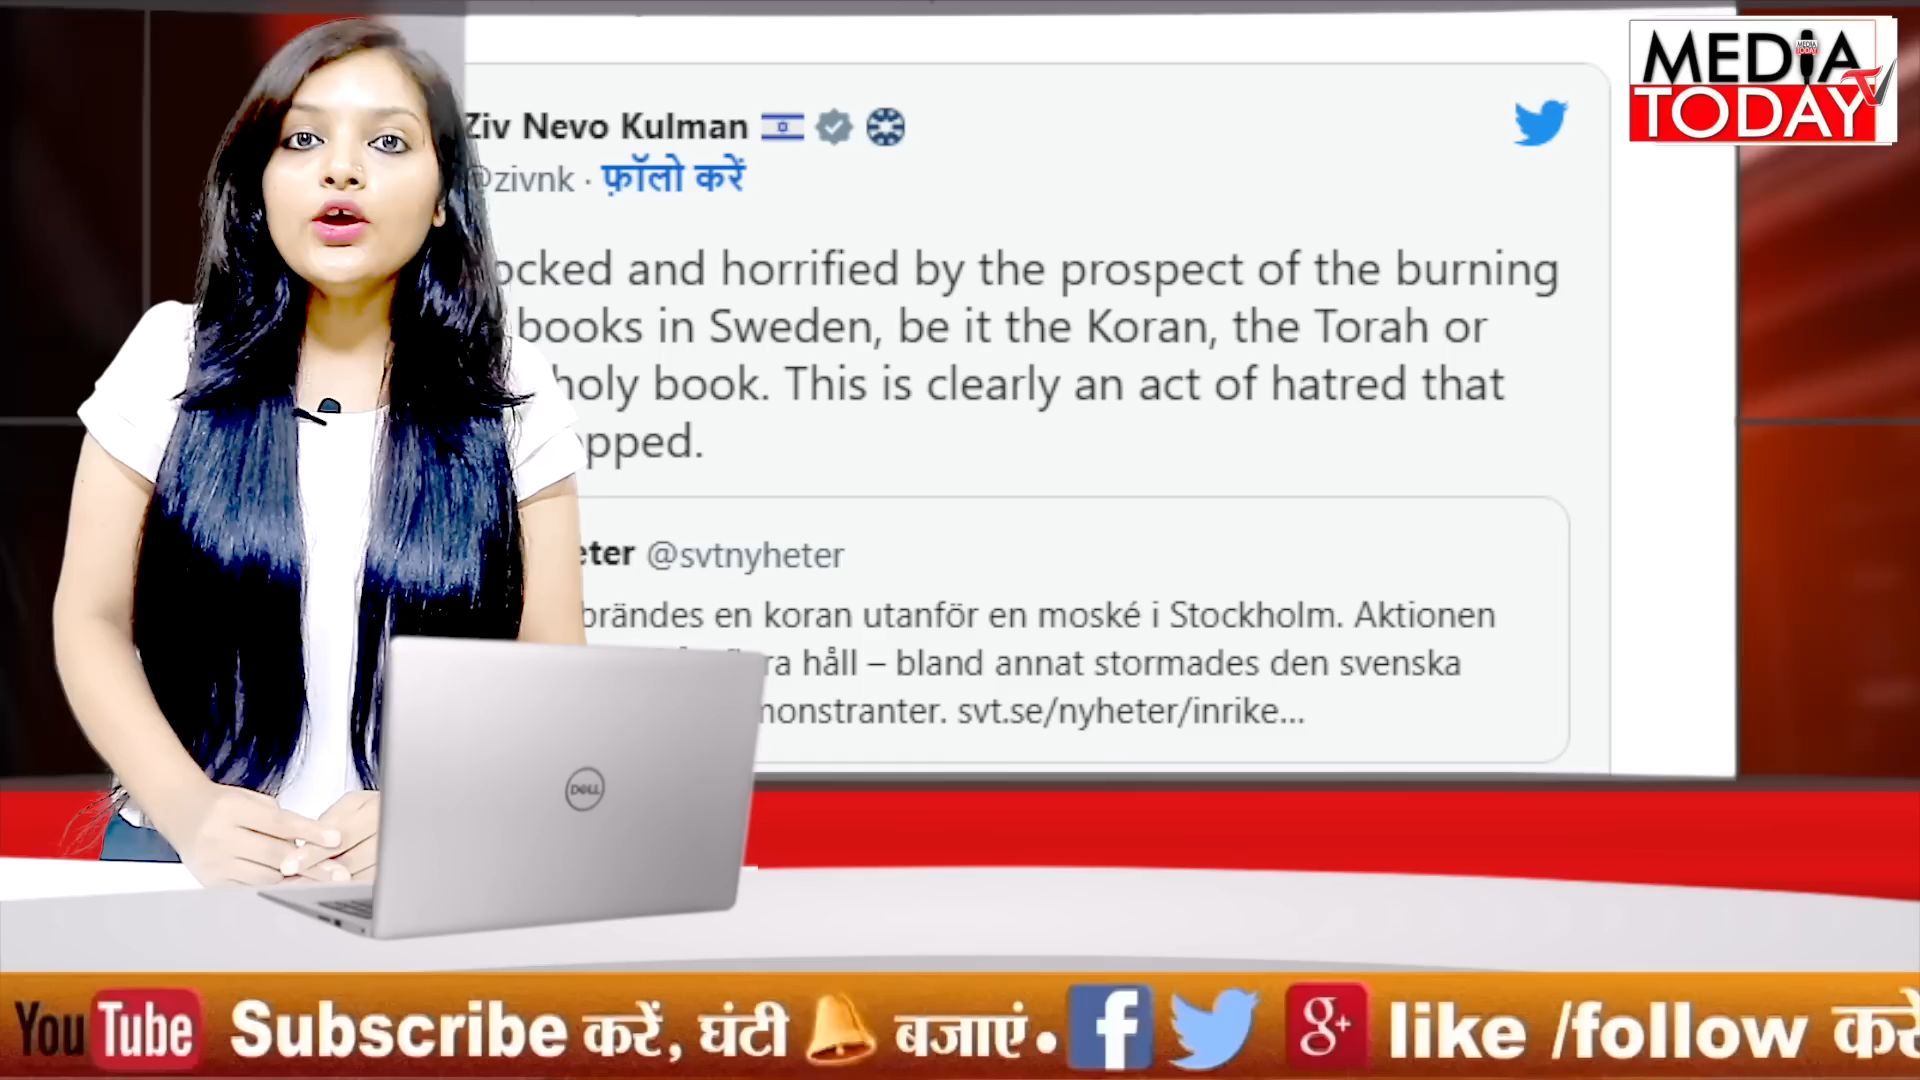 MEDIA
TODAY
TV
Ziv Nevo Kulman
@zivnk · फ़ॉलो करें
ocked and horrified by the prospect of the burning
books in Sweden, be it the Koran, the Torah or
holy book. This is clearly an act of hatred that
pped.
eter @svtnyheter
brändes en koran utanför en moské i Stockholm. Aktionen
ra håll – bland annat stormades den svenska
monstranter. svt.se/nyheter/inrike...
DELL
YouTube Subscribe करें, घंटी बजाएं • f g+ like /follow करें